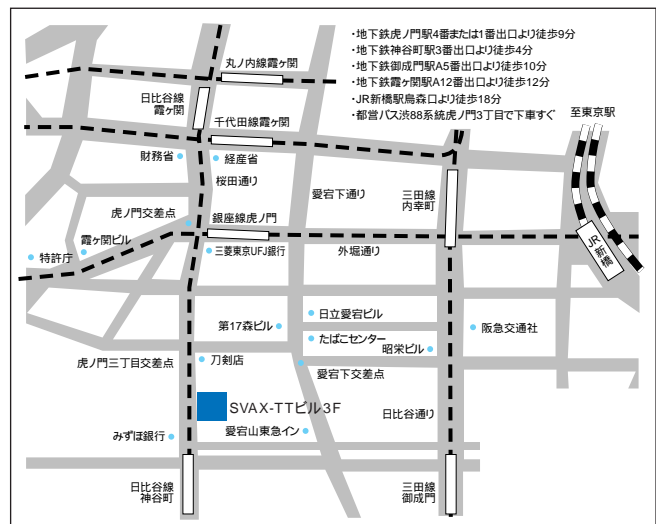 ・地下鉄虎ノ門駅4番または1番出口より徒歩9分
・地下鉄神谷町駅3番出口より徒歩4分
・地下鉄御成門駅A5番出口より徒歩10分
・地下鉄霞ヶ関駅A12番出口より徒歩12分
・JR新橋駅烏森口より徒歩18分
・都営バス渋88系統虎ノ門3丁目で下車すぐ
丸ノ内線霞ヶ関
日比谷線
霞ヶ関
千代田線霞ヶ関
至東京駅
財務省
経産省
桜田通り
愛宕下通り
三田線
内幸町
虎ノ門交差点
銀座線虎ノ門
霞ヶ関ビル
特許庁
三菱東京UFJ銀行
外堀通り
JR
新橋
日立愛宕ビル
第17森ビル
たばこセンター
昭栄ビル
阪急交通社
虎ノ門三丁目交差点
刀剣店
愛宕下交差点
SVAX-TTビル3F
日比谷通り
みずほ銀行
愛宕山東急イン
日比谷線
神谷町
三田線
御成門